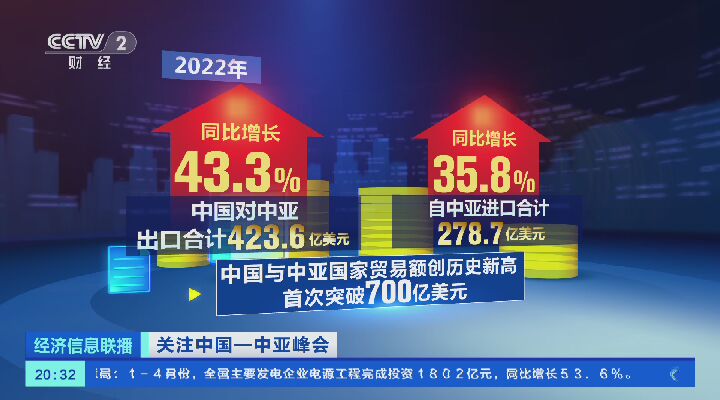 CCTV 2
财经
2022年
同比增长
43.3%
中国对中亚
出口合计423.6亿美元
同比增长
35.8%
自中亚进口合计
278.7亿美元
中国与中亚国家贸易额创历史新高
首次突破700亿美元
经济信息联播
关注中国—中亚峰会
20:32
局：1-4月份，全国主要发电企业电源工程完成投资1802亿元，同比增长53.6%。